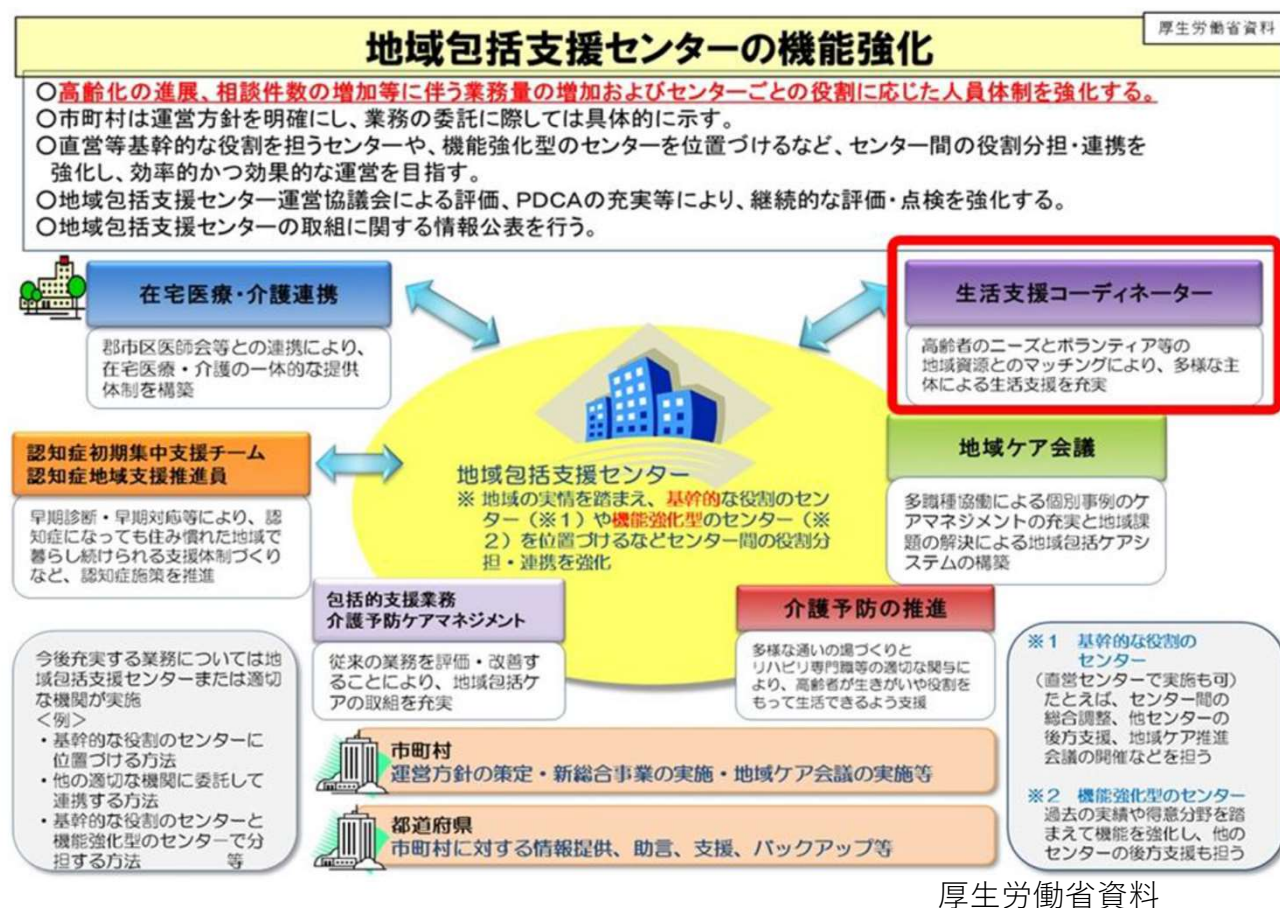 厚生労働省資料
地域包括支援センターの機能強化
○高齢化の進展、相談件数の増加等に伴う業務量の増加およびセンターごとの役割に応じた人員体制を強化する。
○市町村は運営方針を明確にし、業務の委託に際しては具体的に示す。
○直営等基幹的な役割を担うセンターや、機能強化型のセンターを位置づけるなど、センター間の役割分担・連携を
強化し、効率的かつ効果的な運営を目指す。
○地域包括支援センター運営協議会による評価、PDCAの充実等により、継続的な評価・点検を強化する。
○地域包括支援センターの取組に関する情報公表を行う。
在宅医療・介護連携
郡市区医師会等との連携により、
在宅医療・介護の一体的な提供
体制を構築
生活支援コーディネーター
高齢者のニーズとボランティア等の
地域資源とのマッチングにより、多様な主
体による生活支援を充実
認知症初期集中支援チーム
認知症地域支援推進員
早期診断・早期対応等により、認
知症になっても住み慣れた地域で
暮らし続けられる支援体制づくり
など、認知症施策を推進
地域包括支援センター
※ 地域の実情を踏まえ、基幹的な役割のセン
ター（※１）や機能強化型のセンター（※
２）を位置づけるなどセンター間の役割分
担・連携を強化
地域ケア会議
多職種協働による個別事例のケ
アマネジメントの充実と地域課
題の解決による地域包括ケアシ
ステムの構築
包括的支援業務
介護予防ケアマネジメント
従来の業務を評価・改善す
ることにより、地域包括ケ
アの取組を充実
介護予防の推進
多様な通いの場づくりと
リハビリ専門職等の適切な関与に
より、高齢者が生きがいや役割を
もって生活できるよう支援
今後充実する業務については地
域包括支援センターまたは適切
な機関が実施
＜例＞
・基幹的な役割のセンターに
位置づける方法
・他の適切な機関に委託して
連携する方法
・基幹的な役割のセンターと
機能強化型のセンターで分
担する方法 等
市町村
運営方針の策定・新総合事業の実施・地域ケア会議の実施等
都道府県
市町村に対する情報提供、助言、支援、バックアップ等
※１ 基幹的な役割の
センター
（直営センターで実施も可）
たとえば、センター間の
総合調整、他センターの
後方支援、地域ケア推進
会議の開催などを担う
※２ 機能強化型のセンター
過去の実績や得意分野を踏
まえて機能を強化し、他の
センターの後方支援も担う
厚生労働省資料